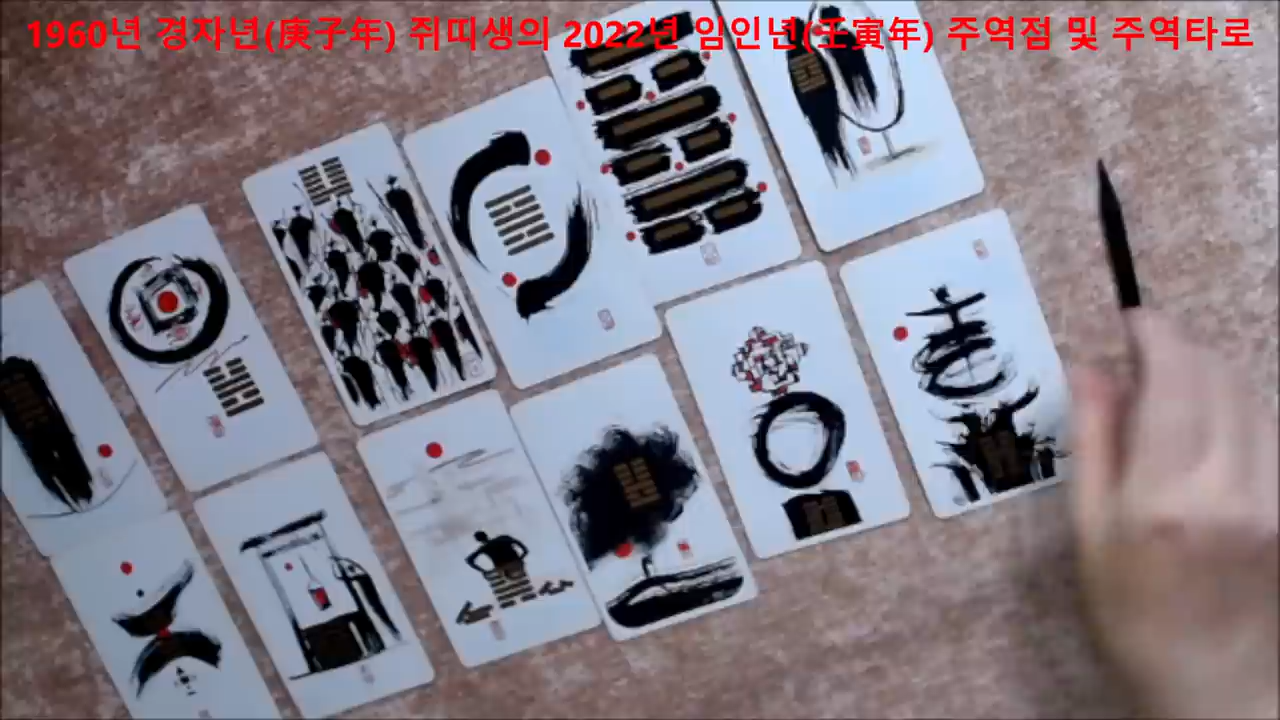 1960년 경자년(庚子年) 쥐띠생의 2022년 임인년(壬寅年) 주역점 및 주역타로